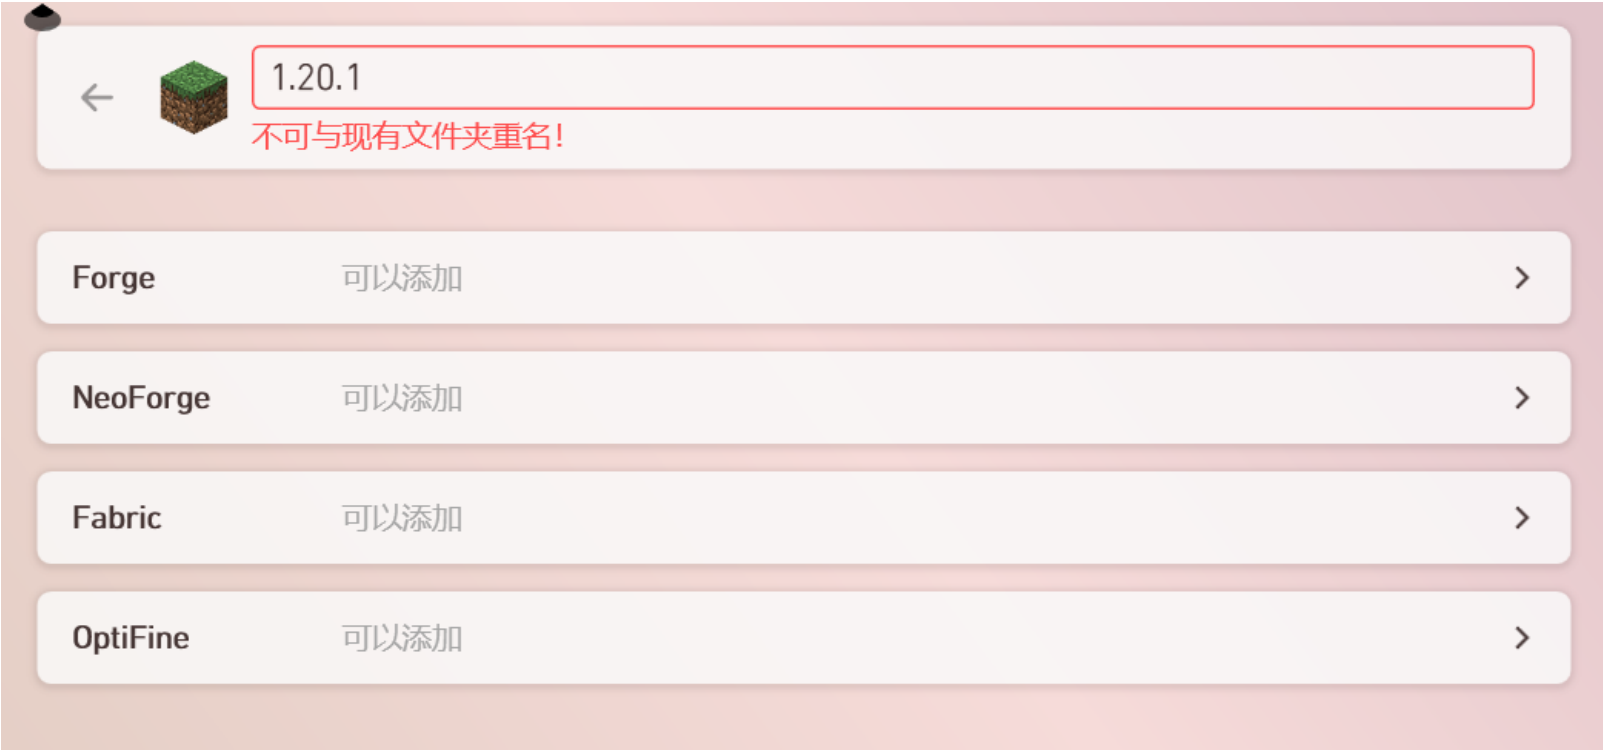 1.20.1
不可与现有文件夹重名!
Forge 可以添加
NeoForge 可以添加
Fabric 可以添加
OptiFine 可以添加